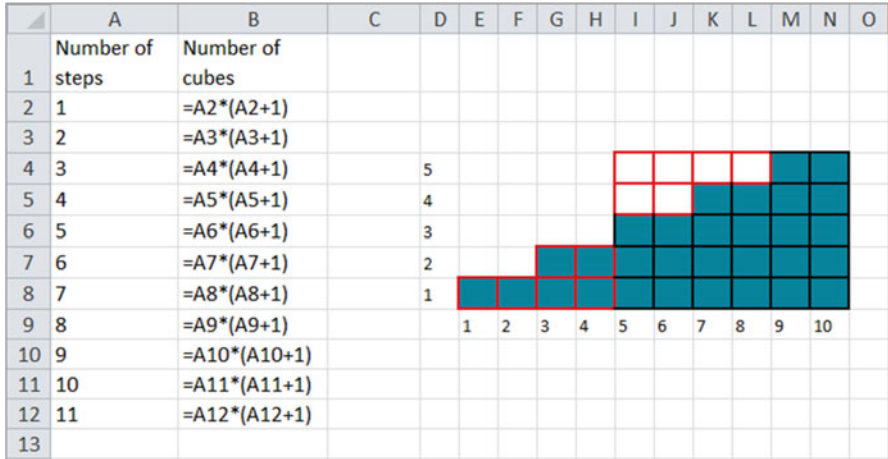 A B C D E F G H I J K L M N O
Number of Number of
1 steps cubes
2 1 =A2*(A2+1)
3 2 =A3*(A3+1)
4 3 =A4*(A4+1) 5
5 4 =A5*(A5+1) 4
6 5 =A6*(A6+1) 3
7 6 =A7*(A7+1) 2
8 7 =A8*(A8+1) 1
9 8 =A9*(A9+1) 1 2 3 4 5 6 7 8 9 10
10 9 =A10*(A10+1)
11 10 =A11*(A11+1)
12 11 =A12*(A12+1)
13